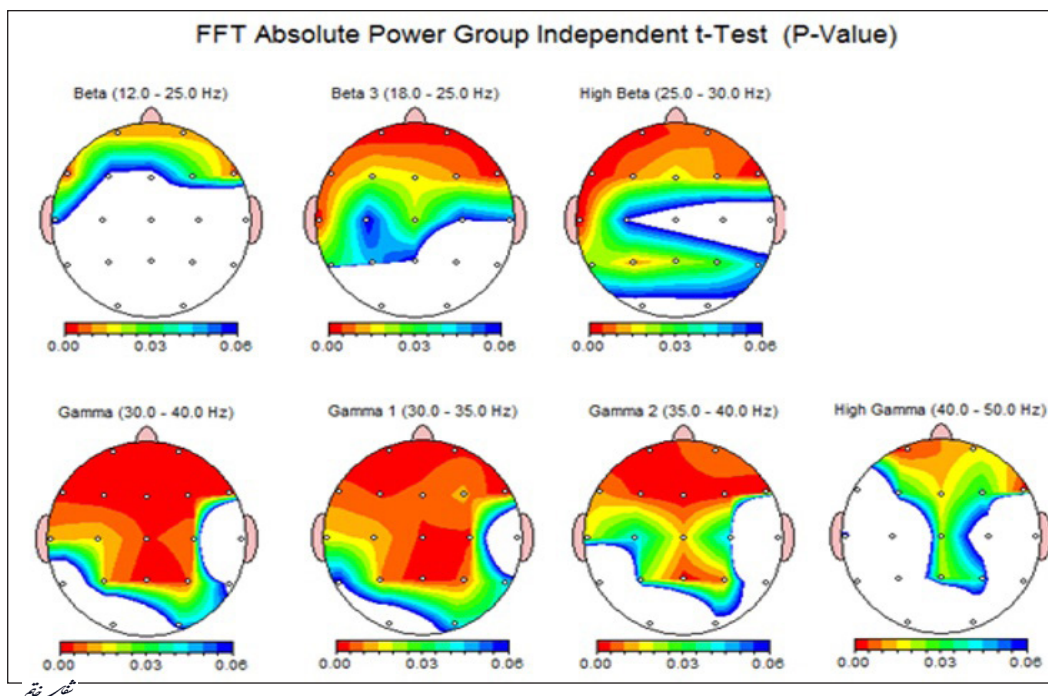 FFT Absolute Power Group Independent t-Test (P-Value)
Beta (12.0 - 25.0 Hz)
Beta 3 (18.0 - 25.0 Hz)
High Beta (25.0 - 30.0 Hz)
0.00 0.03 0.06
0.00 0.03 0.06
0.00 0.03 0.06
Gamma (30.0 - 40.0 Hz)
Gamma 1 (30.0 - 35.0 Hz)
Gamma 2 (35.0 - 40.0 Hz)
High Gamma (40.0 - 50.0 Hz)
0.00 0.03 0.06
0.00 0.03 0.06
0.00 0.03 0.06
0.00 0.03 0.06